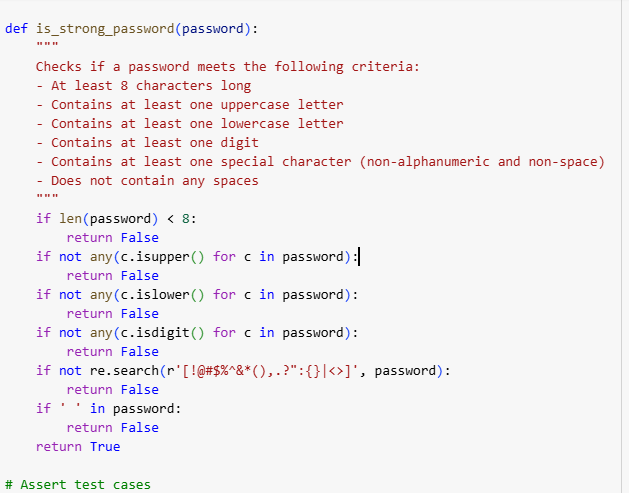 def is_strong_password(password):
    """
    Checks if a password meets the following criteria:
    - At least 8 characters long
    - Contains at least one uppercase letter
    - Contains at least one lowercase letter
    - Contains at least one digit
    - Contains at least one special character (non-alphanumeric and non-space)
    - Does not contain any spaces
    """
    if len(password) < 8:
        return False
    if not any(c.isupper() for c in password):
        return False
    if not any(c.islower() for c in password):
        return False
    if not any(c.isdigit() for c in password):
        return False
    if not re.search(r'[!@#$%^&*(),.?":{}|<>]', password):
        return False
    if ' ' in password:
        return False
    return True
# Assert test cases